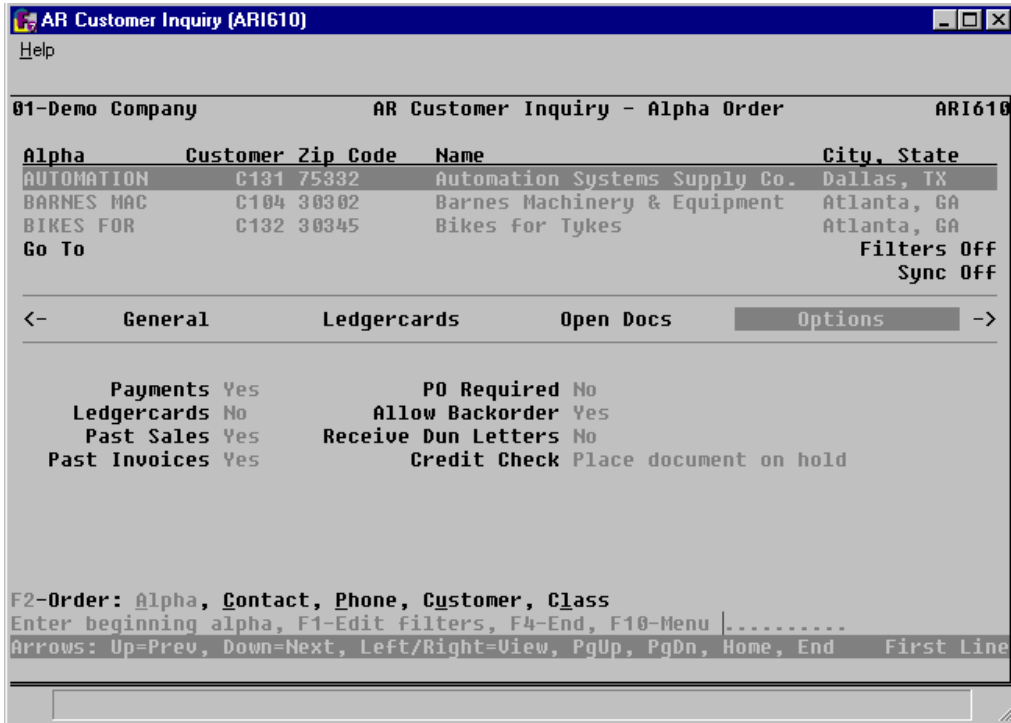 AR Customer Inquiry (ARI610)
Help
01-Demo Company AR Customer Inquiry - Alpha Order ARI610
Alpha Customer Zip Code Name City, State
AUTOMATION C131 75332 Automation Systems Supply Co. Dallas, TX
BARNES MAC C104 30302 Barnes Machinery & Equipment Atlanta, GA
BIKES FOR C132 30345 Bikes for Tykes Atlanta, GA
Go To Filters Off
Sync Off
<- General Ledgercards Open Docs Options ->
Payments Yes PO Required No
Ledgercards No Allow Backorder Yes
Past Sales Yes Receive Dun Letters No
Past Invoices Yes Credit Check Place document on hold
F2-Order: Alpha, Contact, Phone, Customer, Class
Enter beginning alpha, F1-Edit filters, F4-End, F10-Menu |..........
Arrows: Up=Prev, Down=Next, Left/Right=View, PgUp, PgDn, Home, End First Line